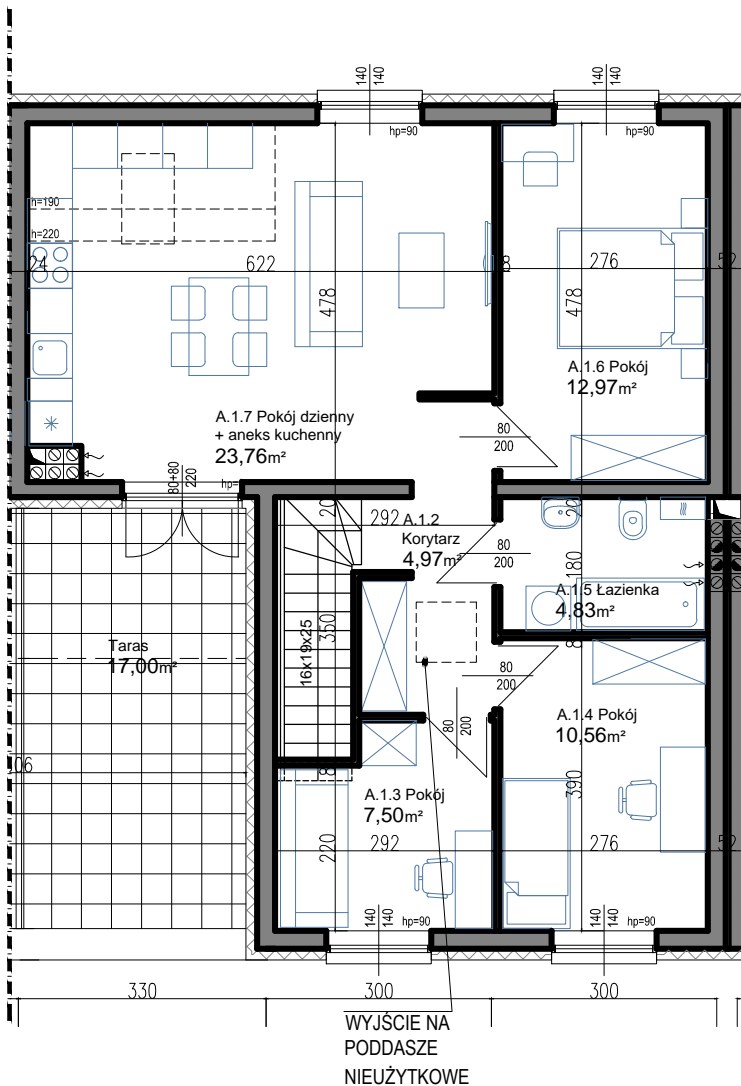 140
140
140
140
hp=90
hp=90
h=190
h=220
24
622
8
276
52
478
478
A.1.6 Pokój
12,97m²
A.1.7 Pokój dzienny
+ aneks kuchenny
23,76m²
80
200
80+80
220
hp=
20
292
A.1.2
Korytarz
4,97m²
80
200
20
180
A.1.5 Łazienka
4,83m²
8
350
16x19x25
Taras
17,00m²
80
200
80
200
A.1.4 Pokój
10,56m²
06
8
A.1.3 Pokój
7,50m²
390
220
292
276
52
140
140
hp=90
140
140
hp=90
330
300
300
WYJŚCIE NA
PODDASZE
NIEUŻYTKOWE